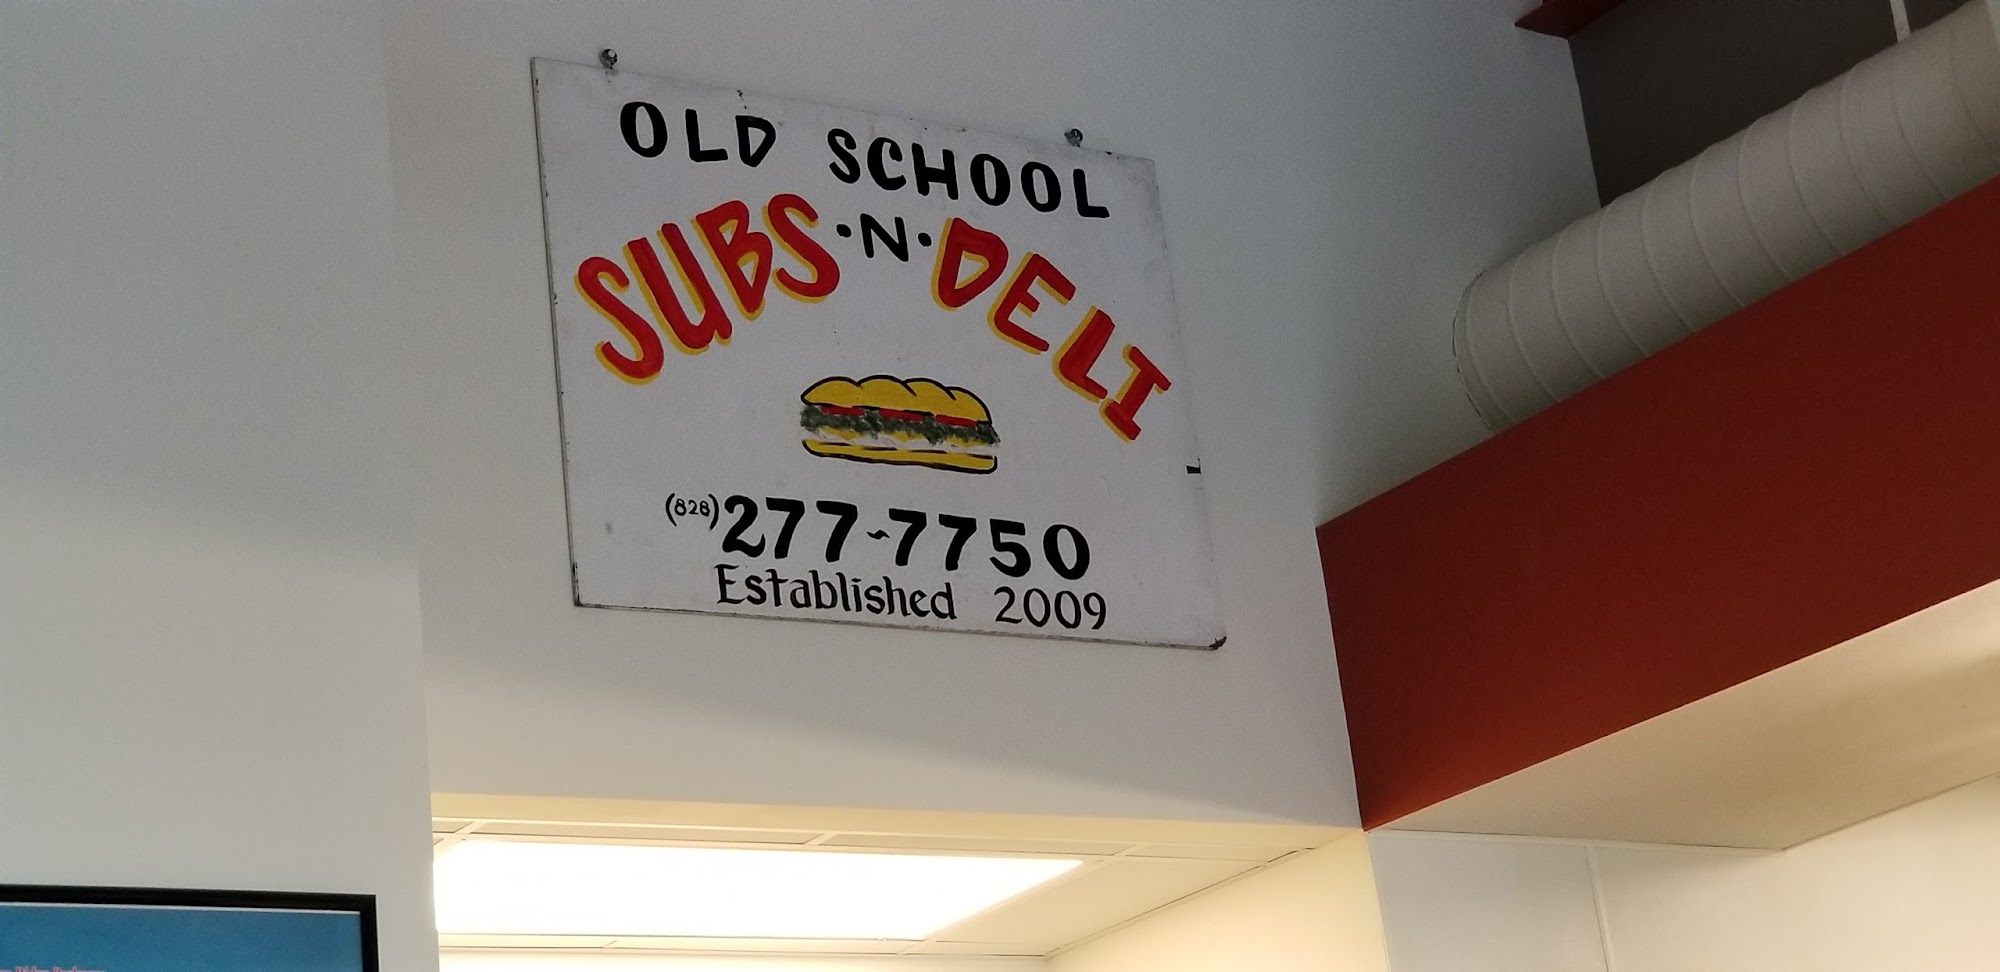 OLD SCHOOL
SUBS·N·DELI
(828) 277-7750
Established 2009